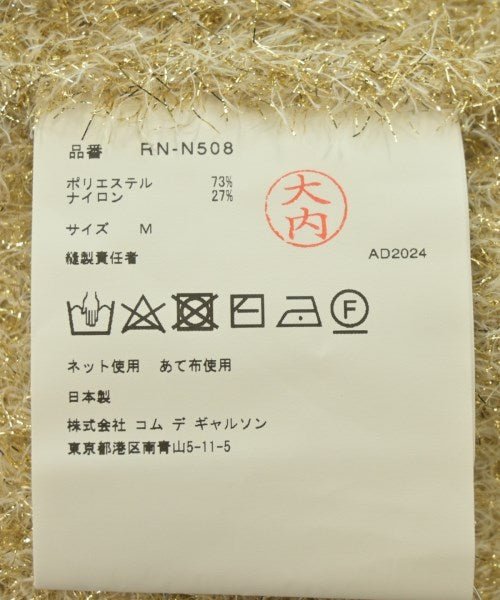 品番 RN-N508
ポリエステル 73%
ナイロン 27%
大内
サイズ M
縫製責任者 AD2024
F
ネット使用 あて布使用
日本製
株式会社 コム デ ギャルソン
東京都港区南青山5-11-5